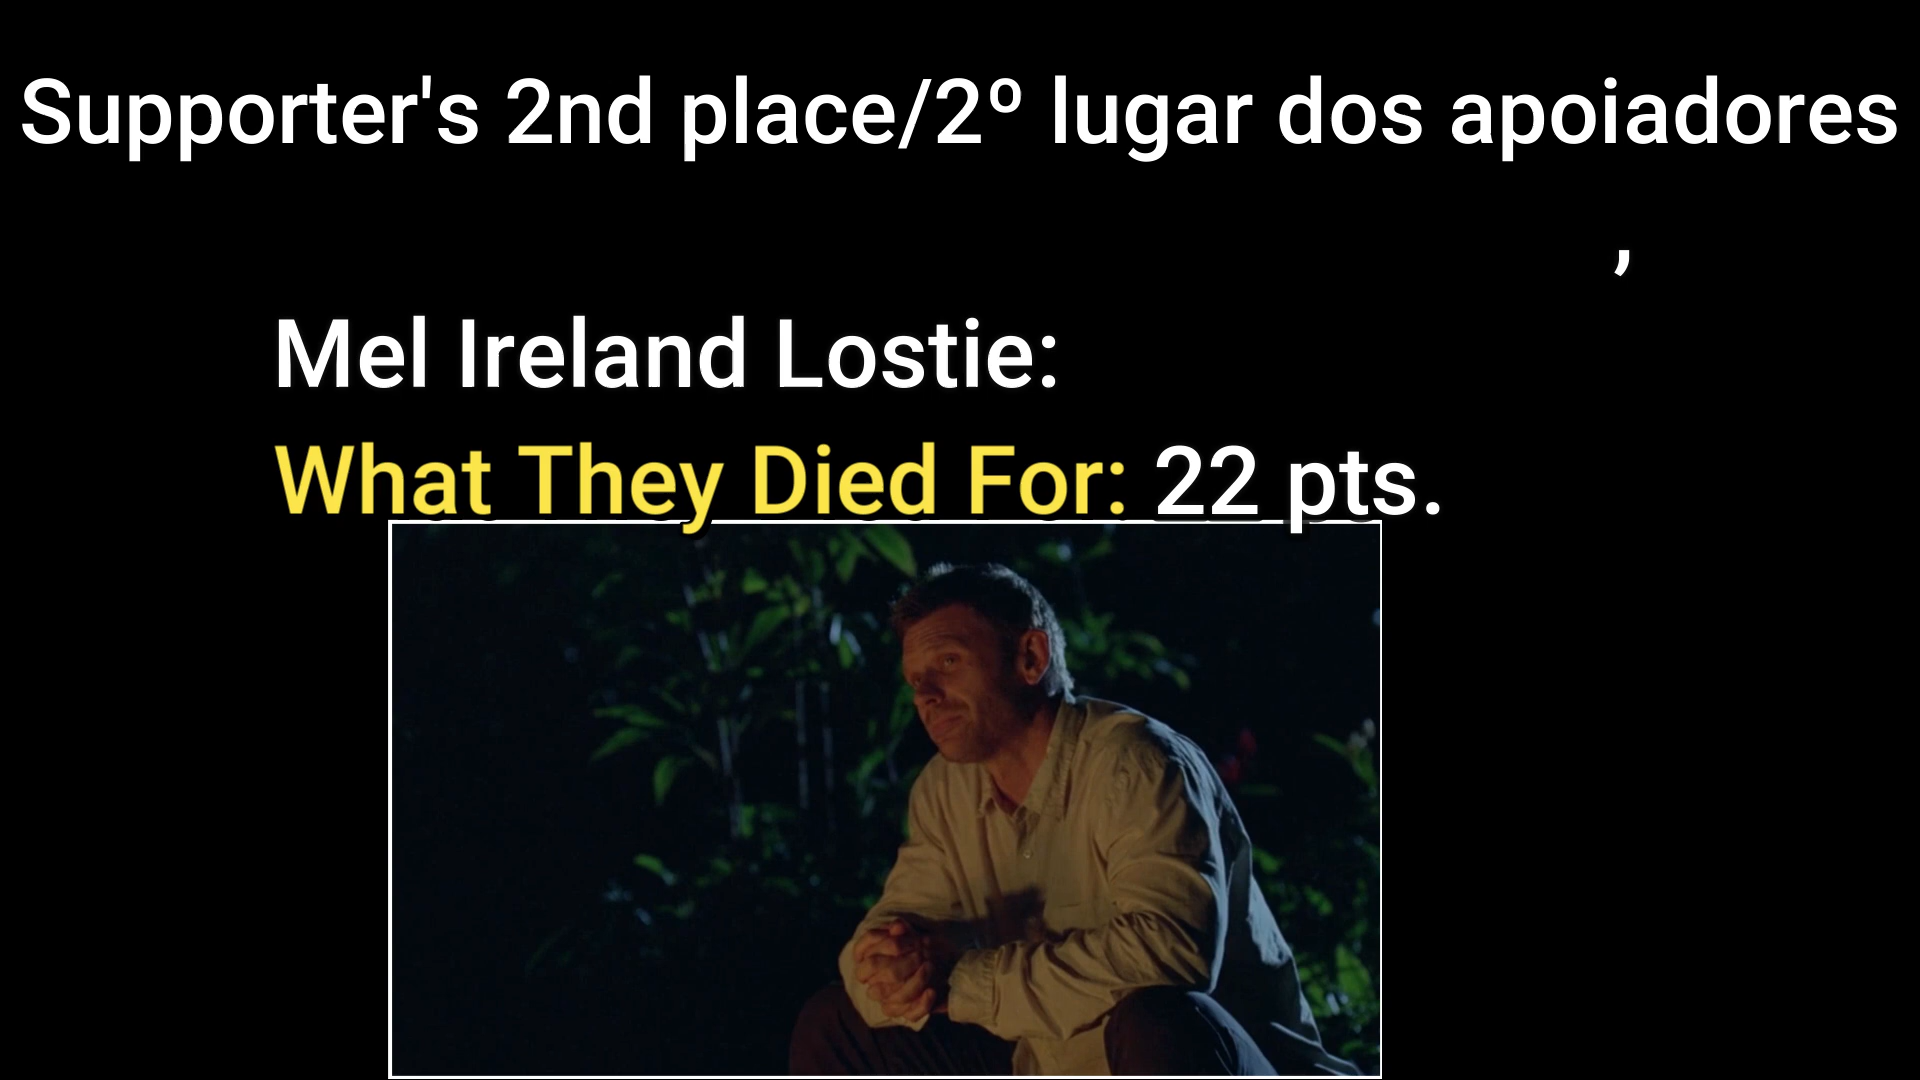 Supporter's 2nd place/2º lugar dos apoiadores
,
Mel Ireland Lostie:
What They Died For: 22 pts.